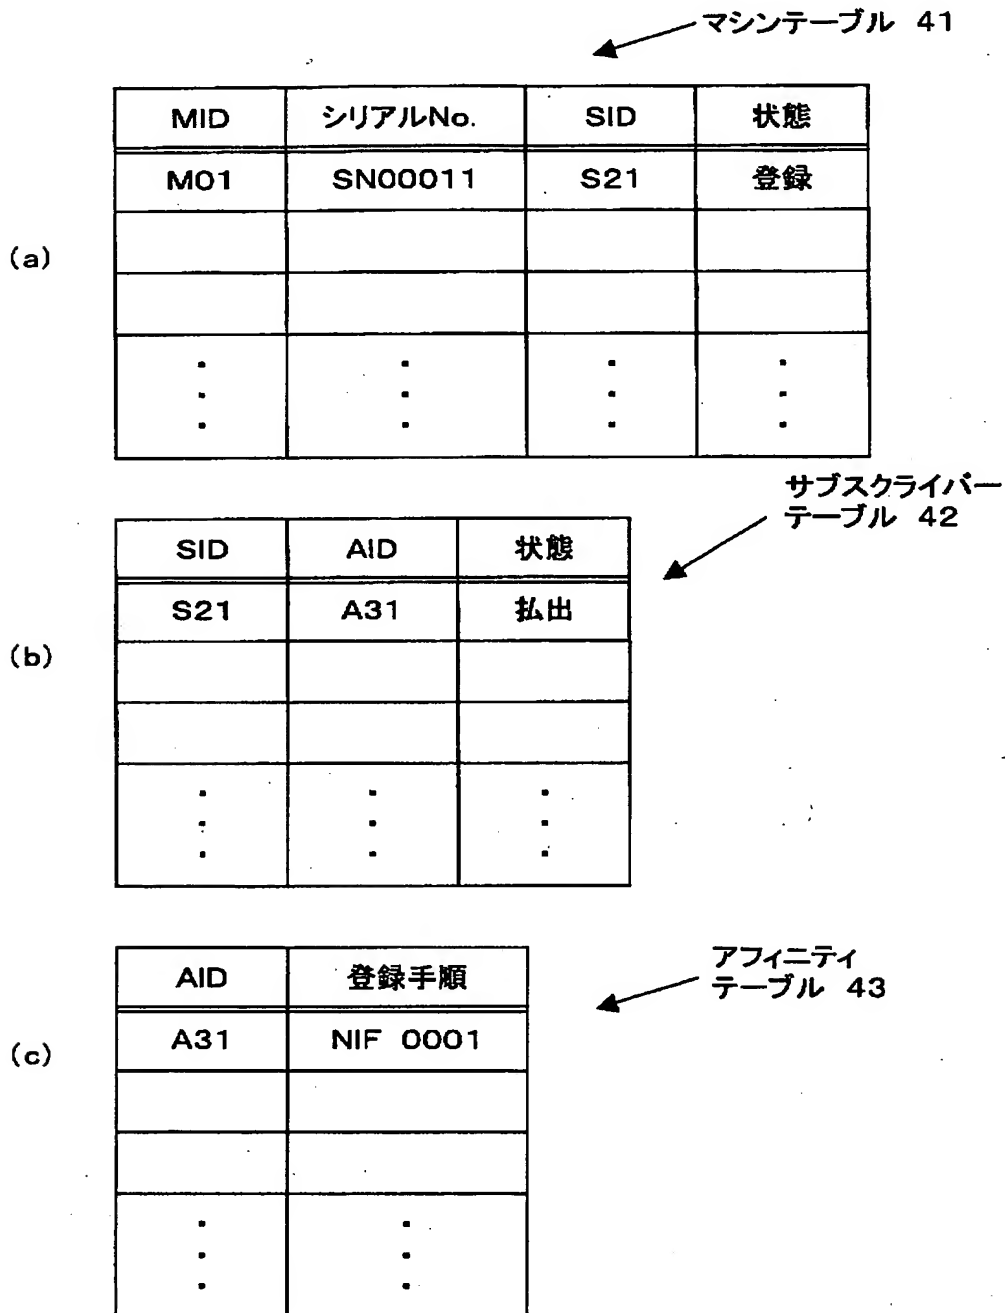 マシンテーブル 41
(a)
MID シリアルNo. SID 状態
M01 SN00011 S21 登録
サブスクライバー
テーブル 42
(b)
SID AID 状態
S21 A31 払出
アフィニティ
テーブル 43
(c)
AID 登録手順
A31 NIF 0001